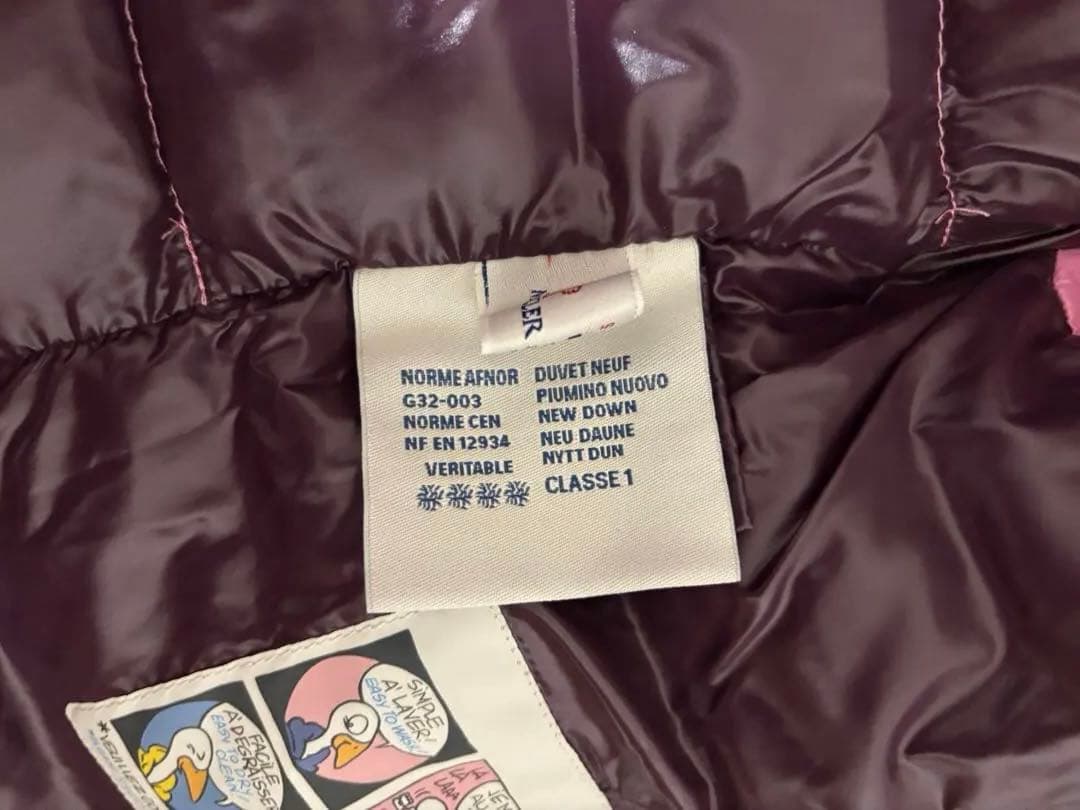 LER
NORME AFNOR
G32-003
NORME CEN
NF EN 12934
VERITABLE
DUVET NEUF
PIUMINO NUOVO
NEW DOWN
NEU DAUNE
NYTT DUN
CLASSE 1
SIMPLE
A' LAVER!
EASY TO WASH!
FACILE
A' DEGRAISSER
EASY TO DRY
CLEAN!